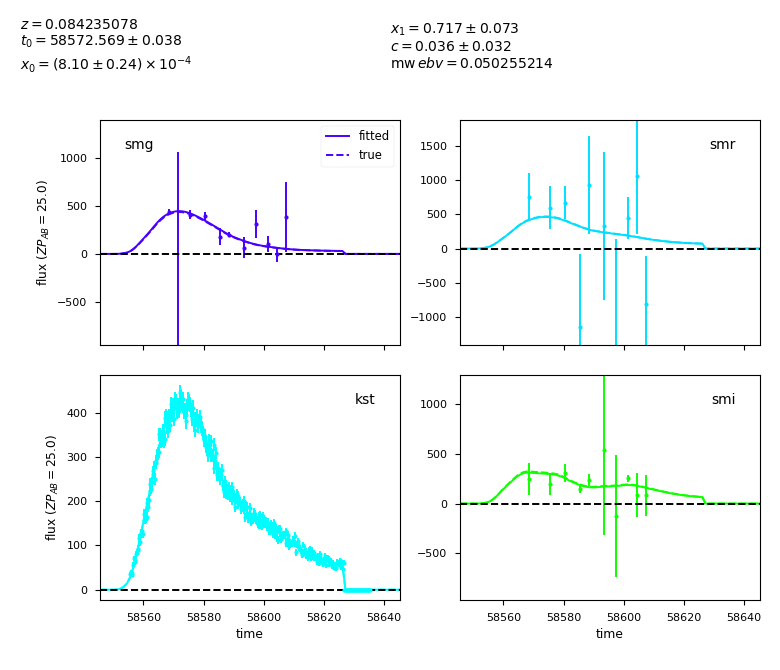 z = 0.084235078
t₀ = 58572.569 ± 0.038
x₀ = (8.10 ± 0.24) × 10⁻⁴
x₁ = 0.717 ± 0.073
c = 0.036 ± 0.032
mw ebv = 0.050255214
smg
fitted
true
1000
500
0
−500
flux (ZP_AB = 25.0)
smr
1500
1000
500
0
−500
−1000
kst
400
300
200
100
0
flux (ZP_AB = 25.0)
58560 58580 58600 58620 58640
time
smi
1000
500
0
−500
58560 58580 58600 58620 58640
time